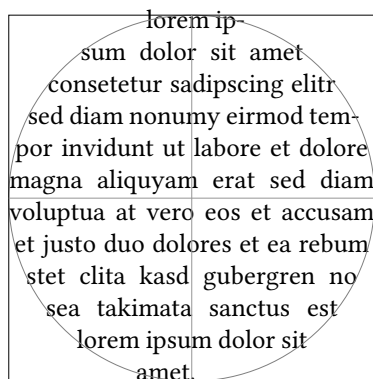 lorem ip-
sum dolor sit amet
consetetur sadipscing elitr
sed diam nonumy eirmod tem-
por invidunt ut labore et dolore
magna aliquyam erat sed diam
voluptua at vero eos et accusam
et justo duo dolores et ea rebum
stet clita kasd gubergren no
sea takimata sanctus est
lorem ipsum dolor sit
amet.